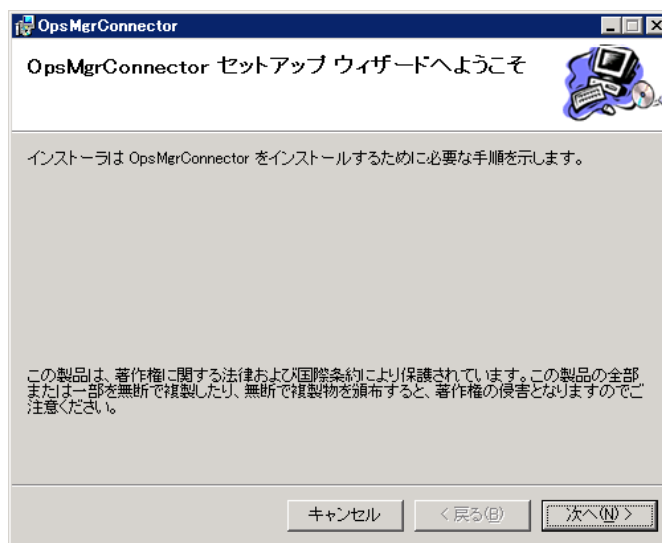 OpsMgrConnector
OpsMgrConnector セットアップ ウィザードへようこそ
インストーラは OpsMgrConnector をインストールするために必要な手順を示します。
この製品は、著作権に関する法律および国際条約により保護されています。この製品の全部
または一部を無断で複製したり、無断で複製物を頒布すると、著作権の侵害となりますのでご
注意ください。
キャンセル
< 戻る(B)
次へ(N) >